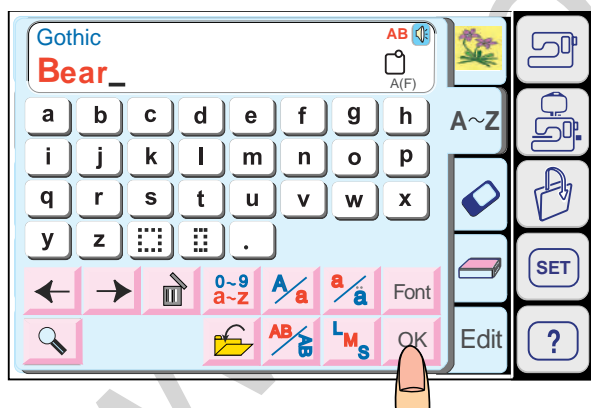 Gothic
AB
Bear_
A(F)
a b c d e f g h
A~Z
i j k l m n o p
q r s t u v w x
y z .
0~9
a~z
A/a
a/ä
Font
AB/AB
L M S
OK
Edit
SET
?